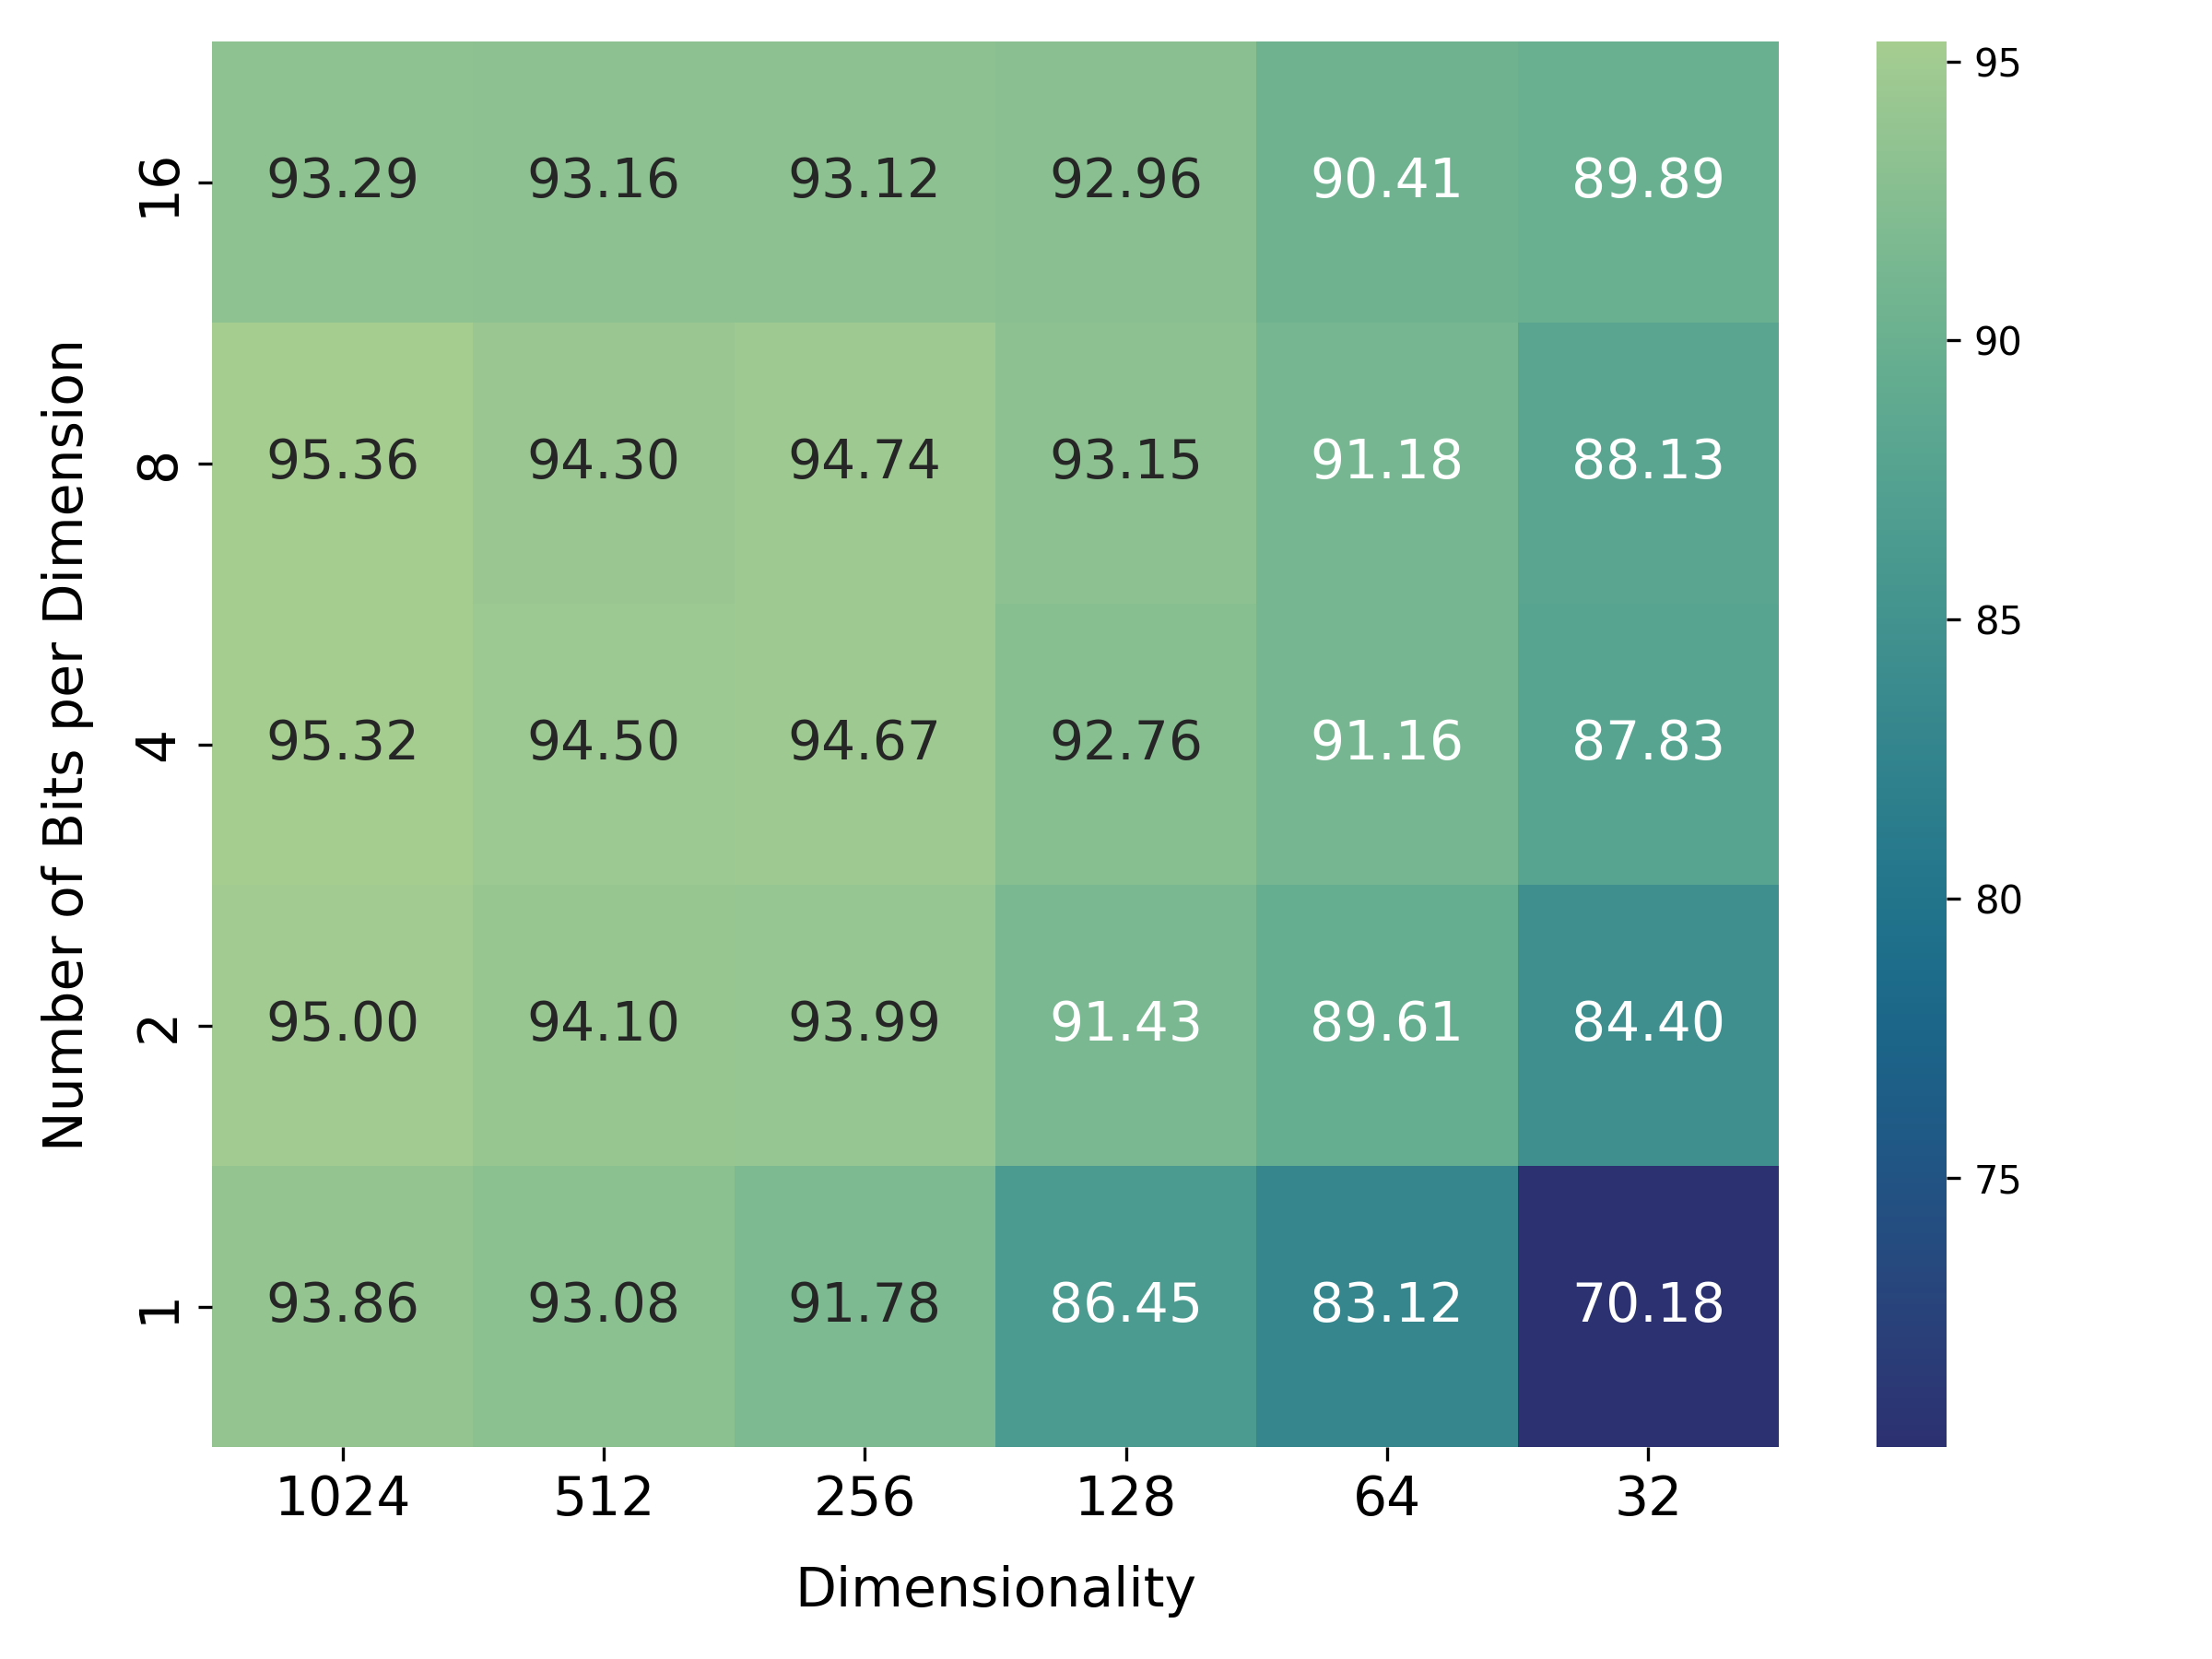 Number of Bits per Dimension
16
93.29 93.16 93.12 92.96 90.41 89.89
8
95.36 94.30 94.74 93.15 91.18 88.13
4
95.32 94.50 94.67 92.76 91.16 87.83
2
95.00 94.10 93.99 91.43 89.61 84.40
1
93.86 93.08 91.78 86.45 83.12 70.18
1024 512 256 128 64 32
Dimensionality
95
90
85
80
75